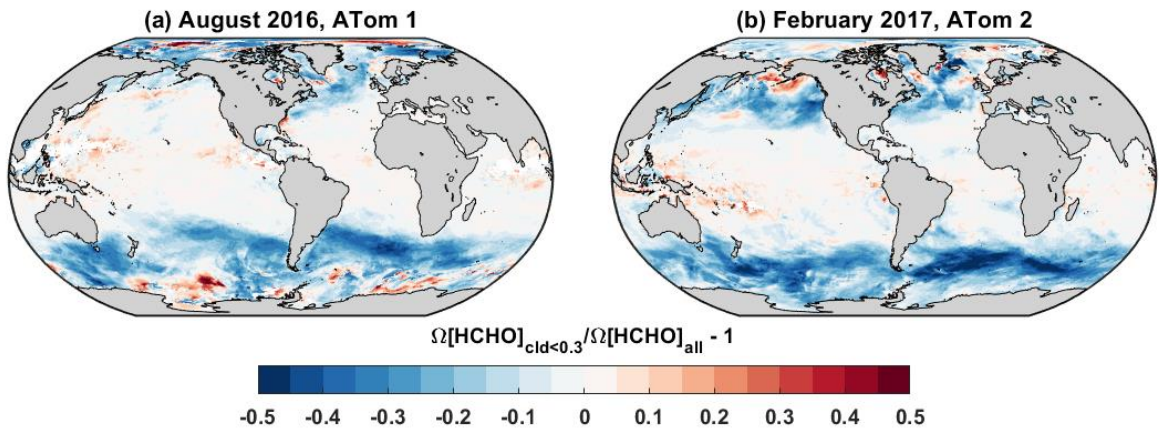 (a) August 2016, ATom 1
(b) February 2017, ATom 2
Ω[HCHO]cld<0.3/Ω[HCHO]all - 1
-0.5 -0.4 -0.3 -0.2 -0.1 0 0.1 0.2 0.3 0.4 0.5